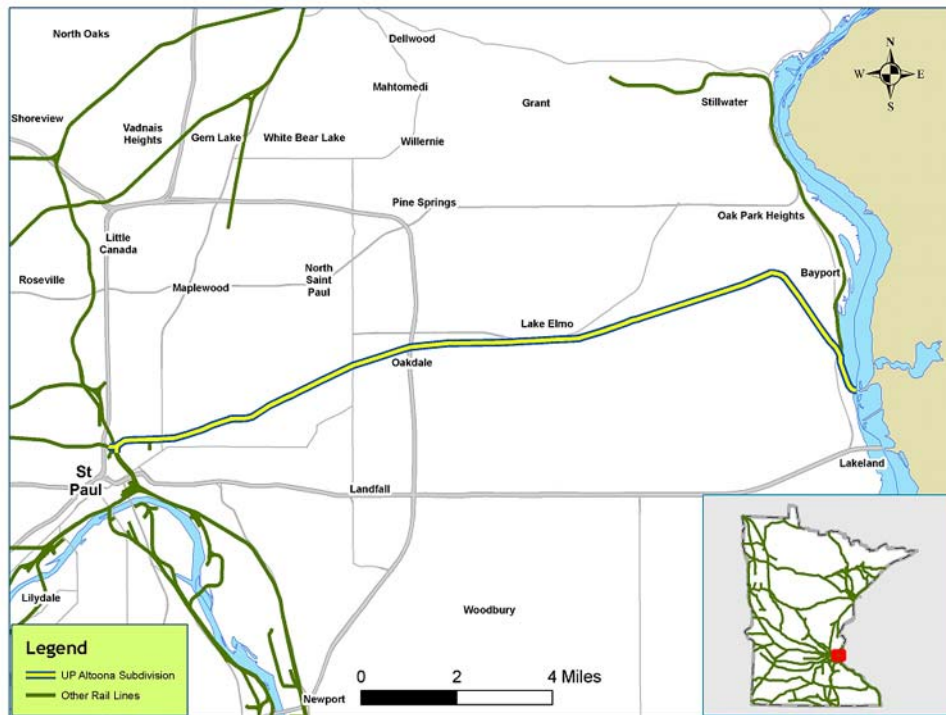 North Oaks
Dellwood
N
W E
S
Mahtomedi
Grant
Stillwater
Shoreview
Vadnais
Heights
Gem Lake
White Bear Lake
Willernie
Pine Springs
Oak Park Heights
Little
Canada
Roseville
Maplewood
North
Saint
Paul
Bayport
Lake Elmo
Oakdale
St
Paul
Landfall
Lakeland
Lilydale
Woodbury
Newport
Legend
UP Altoona Subdivision
Other Rail Lines
0 2 4 Miles